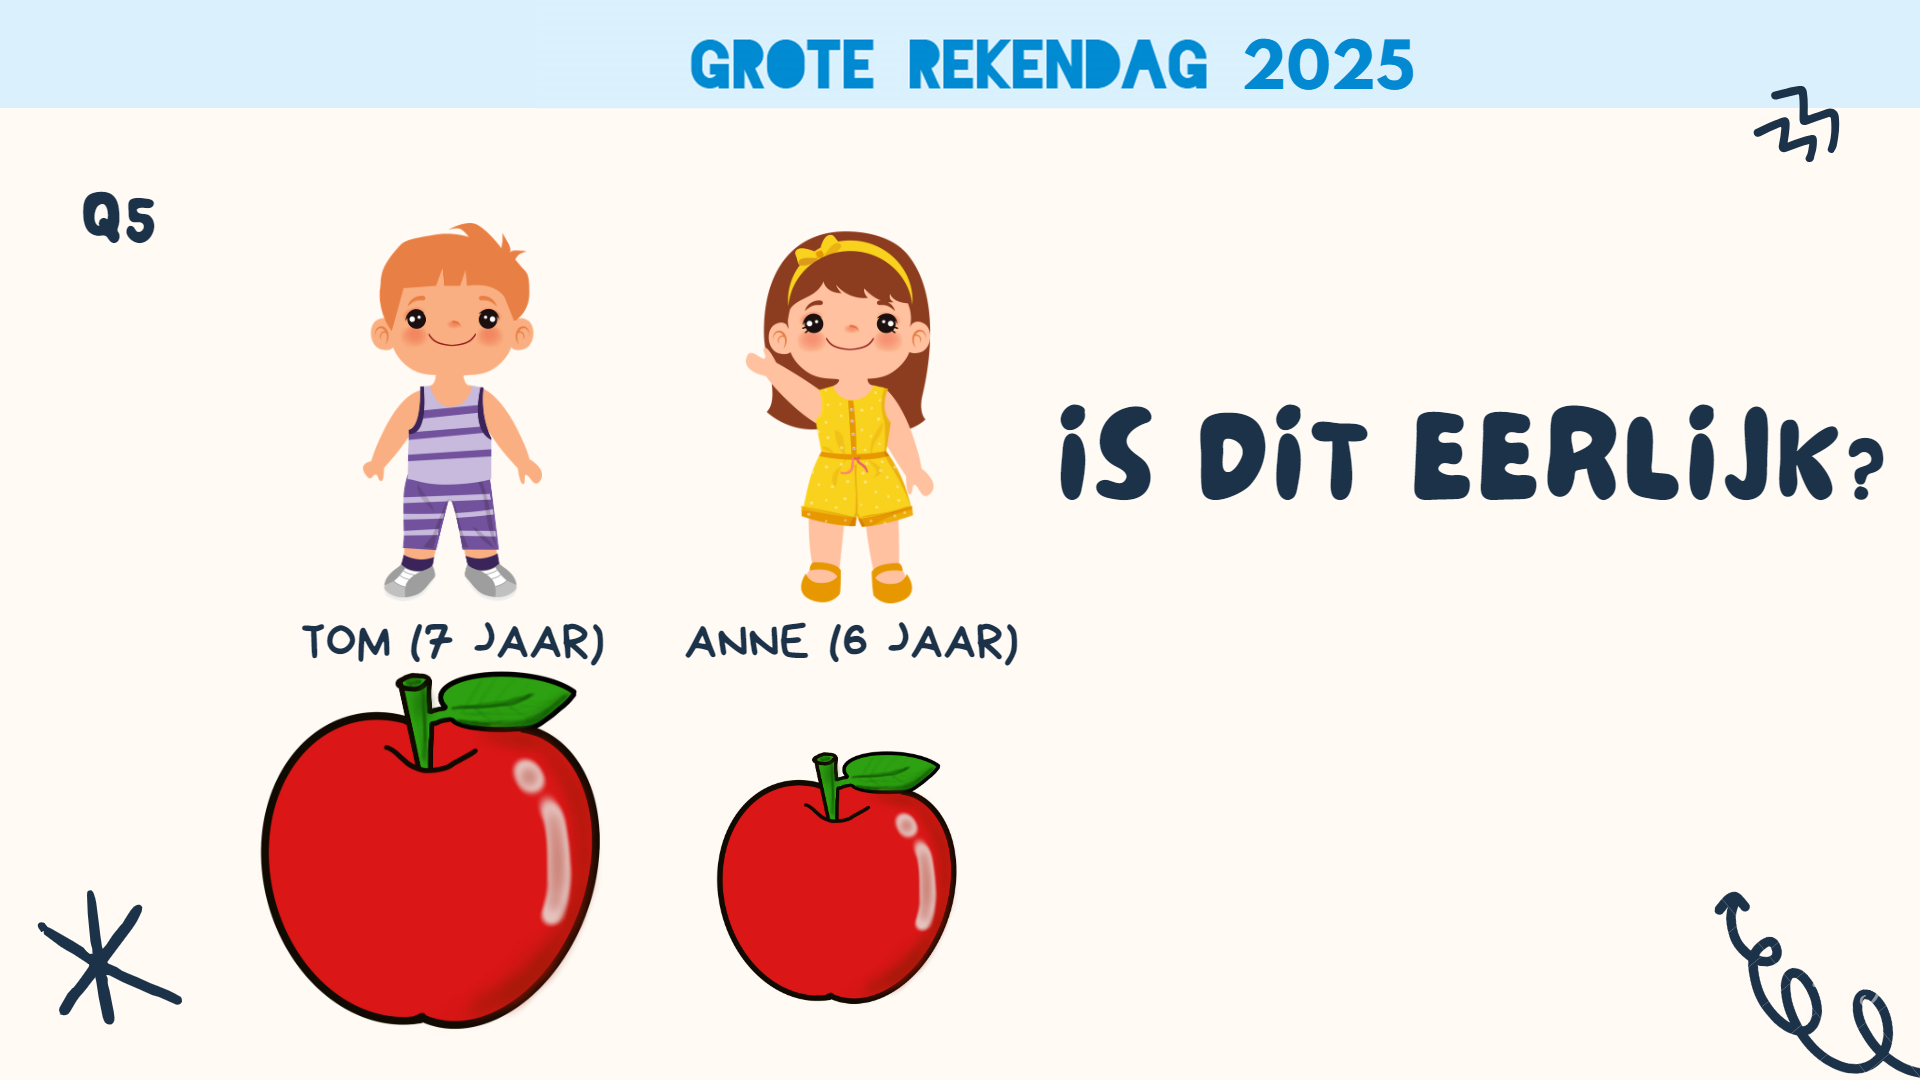 GROTE REKENDAG 2025
Q5
iS DiT EERLiJK?
TOM (7 JAAR)
ANNE (6 JAAR)